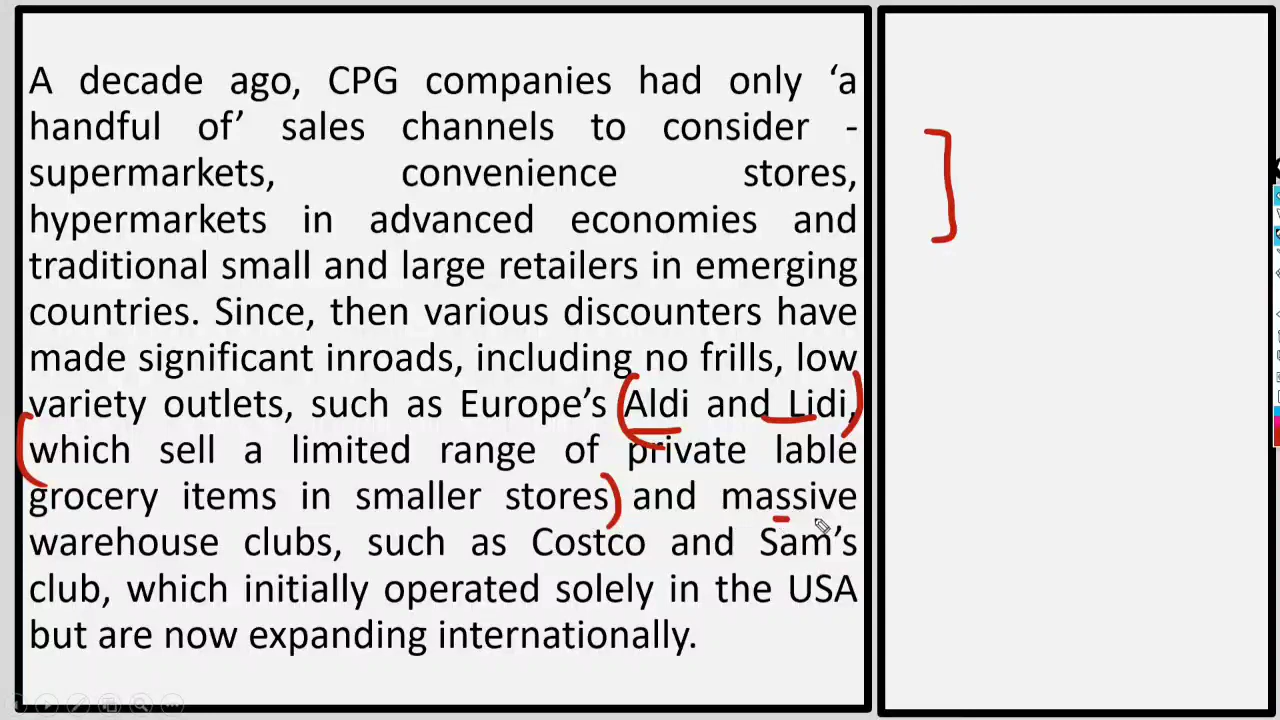 A decade ago, CPG companies had only ‘a
handful of’ sales channels to consider -
supermarkets, convenience stores,
hypermarkets in advanced economies and
traditional small and large retailers in emerging
countries. Since, then various discounters have
made significant inroads, including no frills, low
variety outlets, such as Europe’s Aldi and Lidi,
which sell a limited range of private lable
grocery items in smaller stores and massive
warehouse clubs, such as Costco and Sam’s
club, which initially operated solely in the USA
but are now expanding internationally.